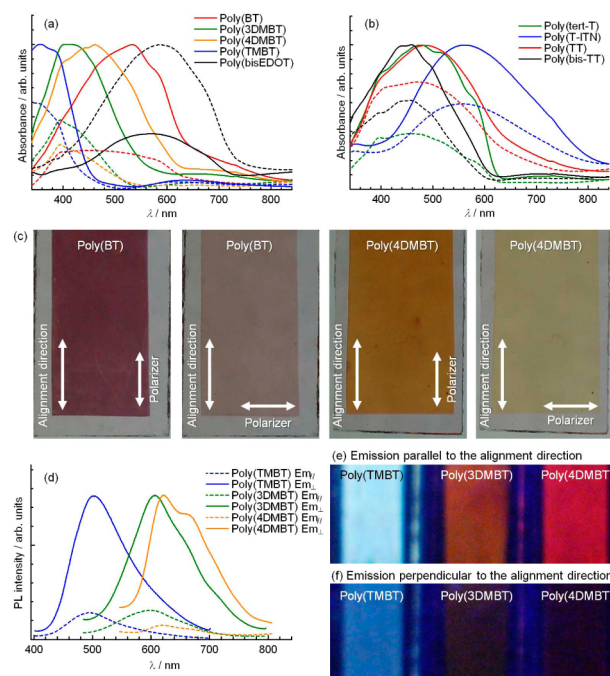 (a)
Poly(BT)
Poly(3DMBT)
Poly(4DMBT)
Poly(TMBT)
Poly(bisEDOT)
Absorbance / arb. units
400 500 600 700 800
λ / nm
(b)
Poly(tert-T)
Poly(T-ITN)
Poly(TT)
Poly(bis-TT)
Absorbance / arb. units
400 500 600 700 800
λ / nm
(c)
Poly(BT)
Alignment direction
Polarizer
Poly(BT)
Alignment direction
Polarizer
Poly(4DMBT)
Alignment direction
Polarizer
Poly(4DMBT)
Alignment direction
Polarizer
(d)
Poly(TMBT) Em//
Poly(TMBT) Em⊥
Poly(3DMBT) Em//
Poly(3DMBT) Em⊥
Poly(4DMBT) Em//
Poly(4DMBT) Em⊥
PL intensity / arb. units
400 500 600 700 800
λ / nm
(e) Emission parallel to the alignment direction
Poly(TMBT) Poly(3DMBT) Poly(4DMBT)
(f) Emission perpendicular to the alignment direction
Poly(TMBT) Poly(3DMBT) Poly(4DMBT)